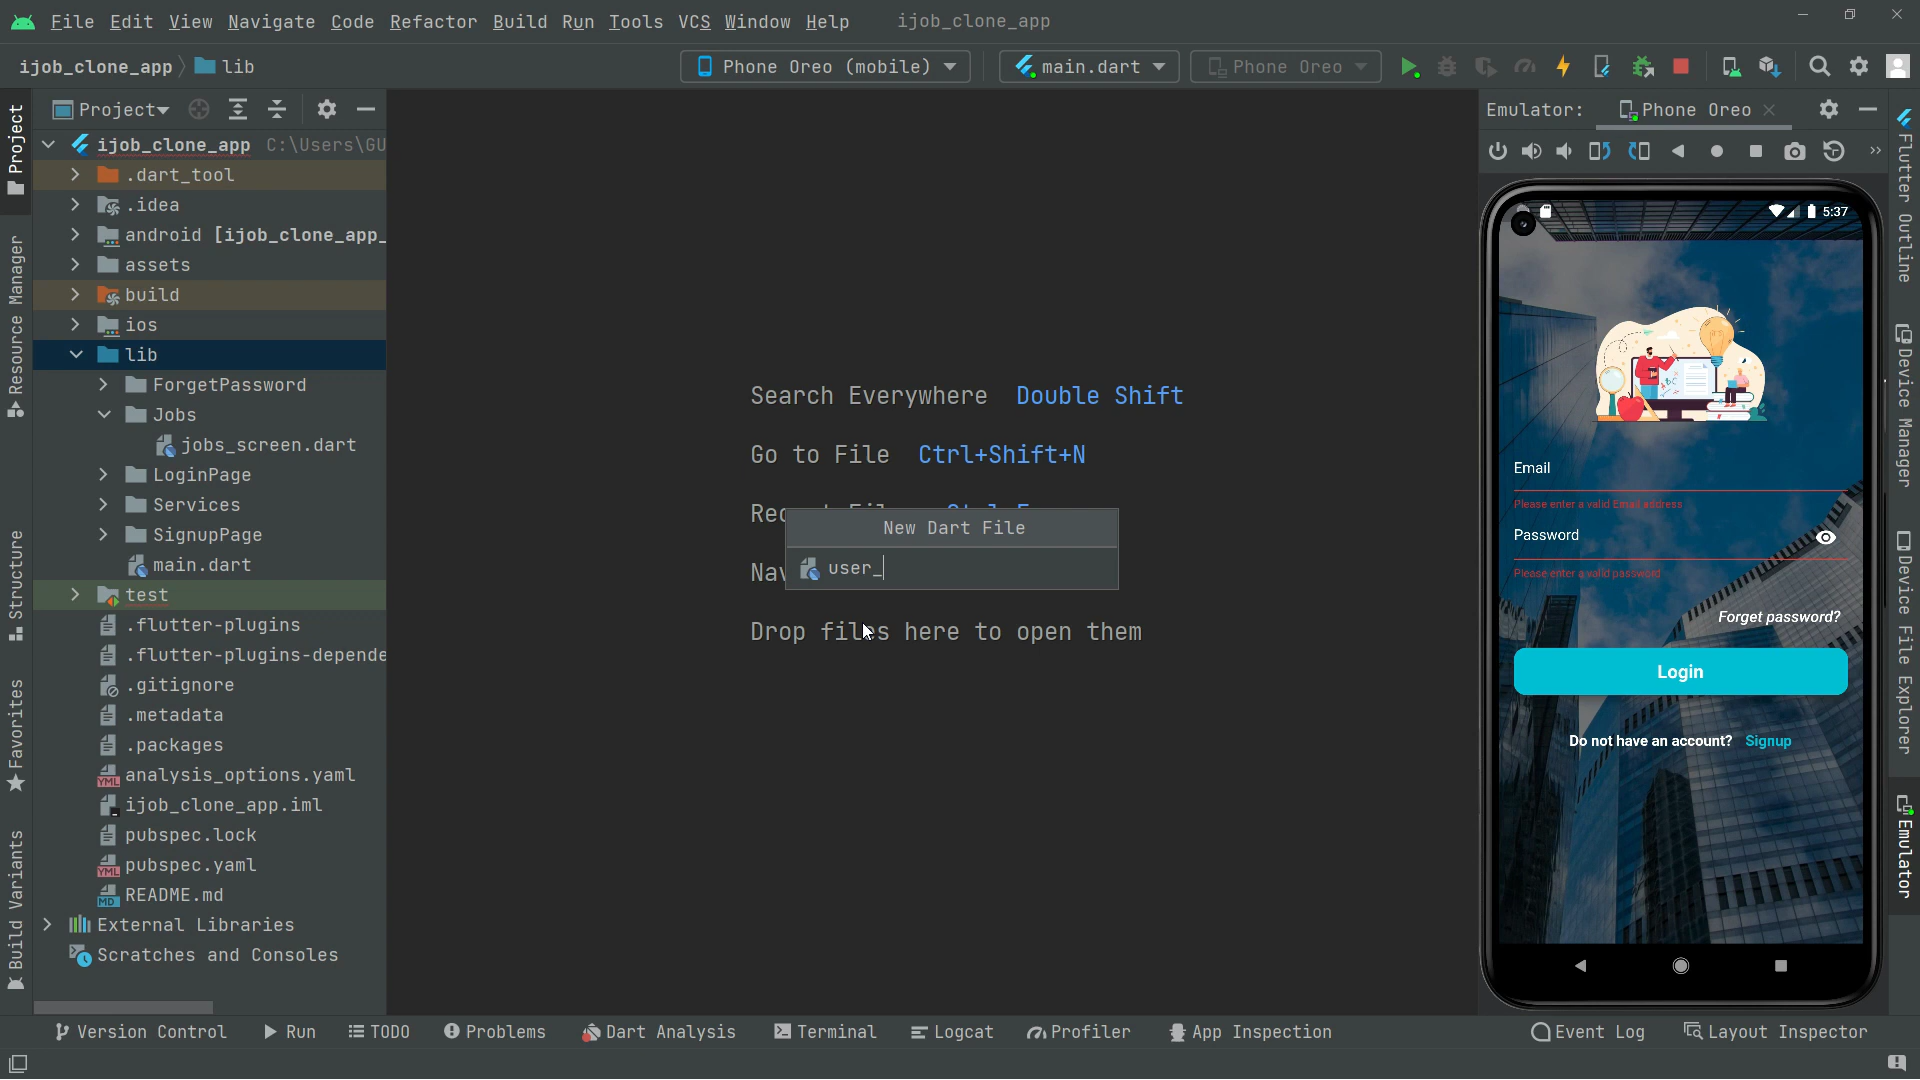 File Edit View Navigate Code Refactor Build Run Tools VCS Window Help ijob_clone_app
ijob_clone_app lib Phone Oreo (mobile) main.dart Phone Oreo
Project
Emulator: Phone Oreo
ijob_clone_app C:\Users\GU
.dart_tool
.idea
android [ijob_clone_app_
assets
build
ios
lib
ForgetPassword
Jobs
jobs_screen.dart
LoginPage
Services
SignupPage
main.dart
test
.flutter-plugins
.flutter-plugins-depende
.gitignore
.metadata
.packages
analysis_options.yaml
ijob_clone_app.iml
pubspec.lock
pubspec.yaml
README.md
External Libraries
Scratches and Consoles
Project
Resource Manager
Structure
Favorites
Build Variants
Search Everywhere Double Shift
Go to File Ctrl+Shift+N
New Dart File
user_
Drop files here to open them
5:37
Email
Please enter a valid Email address
Password
Please enter a valid password
Forget password?
Login
Do not have an account? Signup
Flutter Outline
Device Manager
Device File Explorer
Emulator
Version Control Run TODO Problems Dart Analysis Terminal Logcat Profiler App Inspection Event Log Layout Inspector